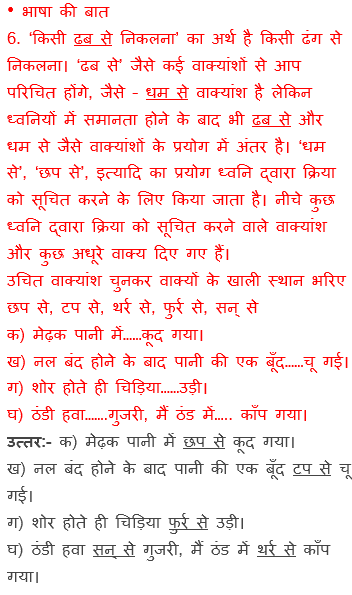 • भाषा की बात
6. ‘किसी ढब से निकलना’ का अर्थ है किसी ढंग से
निकलना। ‘ढब से’ जैसे कई वाक्यांशों से आप
परिचित होंगे, जैसे - धम से वाक्यांश है लेकिन
ध्वनियों में समानता होने के बाद भी ढब से और
धम से जैसे वाक्यांशों के प्रयोग में अंतर है। ‘धम
से’, ‘छप से’, इत्यादि का प्रयोग ध्वनि द्वारा क्रिया
को सूचित करने के लिए किया जाता है। नीचे कुछ
ध्वनि द्वारा क्रिया को सूचित करने वाले वाक्यांश
और कुछ अधूरे वाक्य दिए गए हैं।
उचित वाक्यांश चुनकर वाक्यों के खाली स्थान भरिए
छप से, टप से, थर्र से, फुर्र से, सन् से
क) मेढ़क पानी में……कूद गया।
ख) नल बंद होने के बाद पानी की एक बूँद……चू गई।
ग) शोर होते ही चिड़िया……उड़ी।
घ) ठंडी हवा…….गुजरी, मैं ठंड में….. काँप गया।
उत्तर:- क) मेढ़क पानी में छप से कूद गया।
ख) नल बंद होने के बाद पानी की एक बूँद टप से चू
गई।
ग) शोर होते ही चिड़िया फुर्र से उड़ी।
घ) ठंडी हवा सन् से गुजरी, मैं ठंड में थर्र से काँप
गया।